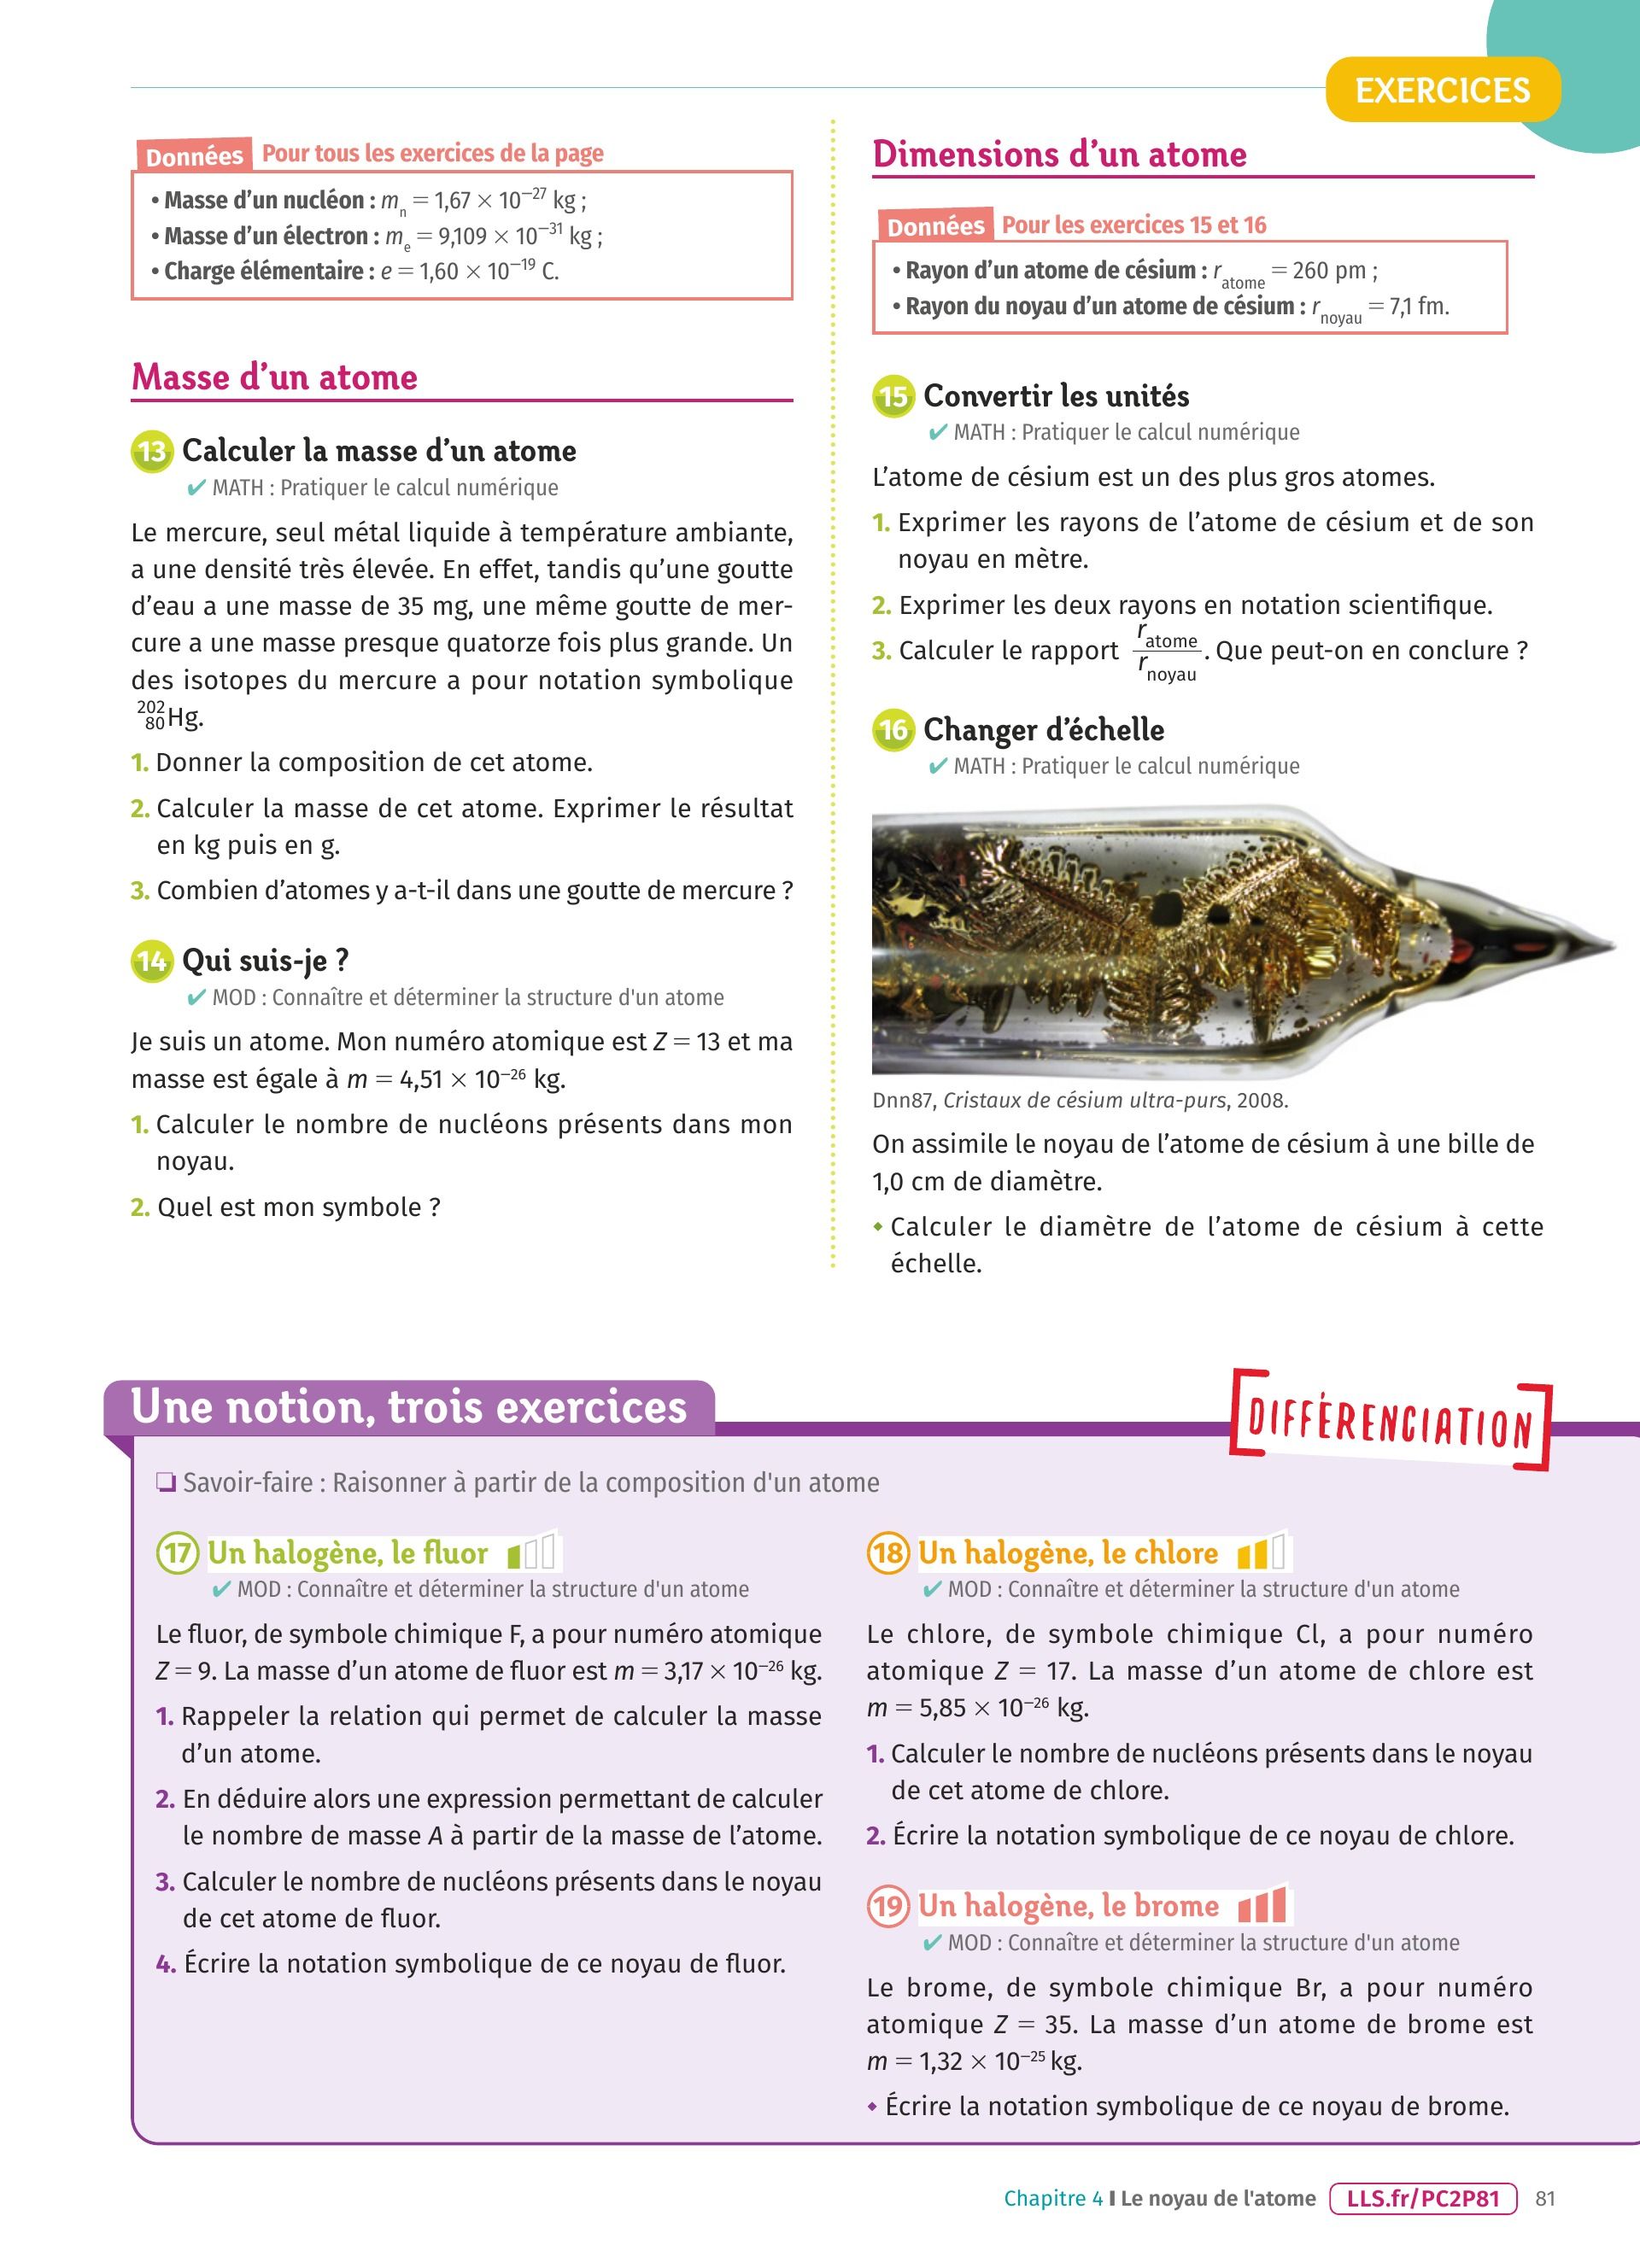 EXERCICES
Données Pour tous les exercices de la page
• Masse d’un nucléon : mn = 1,67 × 10–27 kg ;
• Masse d’un électron : me = 9,109 × 10–31 kg ;
• Charge élémentaire : e = 1,60 × 10–19 C.
Masse d’un atome
13 Calculer la masse d’un atome
✔ MATH : Pratiquer le calcul numérique
Le mercure, seul métal liquide à température ambiante,
a une densité très élevée. En effet, tandis qu’une goutte
d’eau a une masse de 35 mg, une même goutte de mer-
cure a une masse presque quatorze fois plus grande. Un
des isotopes du mercure a pour notation symbolique
202 80 Hg.
1. Donner la composition de cet atome.
2. Calculer la masse de cet atome. Exprimer le résultat
en kg puis en g.
3. Combien d’atomes y a-t-il dans une goutte de mercure ?
14 Qui suis-je ?
✔ MOD : Connaître et déterminer la structure d'un atome
Je suis un atome. Mon numéro atomique est Z = 13 et ma
masse est égale à m = 4,51 × 10–26 kg.
1. Calculer le nombre de nucléons présents dans mon
noyau.
2. Quel est mon symbole ?
Dimensions d’un atome
Données Pour les exercices 15 et 16
• Rayon d’un atome de césium : ratome = 260 pm ;
• Rayon du noyau d’un atome de césium : rnoyau = 7,1 fm.
15 Convertir les unités
✔ MATH : Pratiquer le calcul numérique
L’atome de césium est un des plus gros atomes.
1. Exprimer les rayons de l’atome de césium et de son
noyau en mètre.
2. Exprimer les deux rayons en notation scientifique.
3. Calculer le rapport ratome/rnoyau. Que peut-on en conclure ?
16 Changer d’échelle
✔ MATH : Pratiquer le calcul numérique
Dnn87, Cristaux de césium ultra-purs, 2008.
On assimile le noyau de l’atome de césium à une bille de
1,0 cm de diamètre.
◆ Calculer le diamètre de l’atome de césium à cette
échelle.
Une notion, trois exercices
DIFFÉRENCIATION
❏ Savoir-faire : Raisonner à partir de la composition d'un atome
17 Un halogène, le fluor
✔ MOD : Connaître et déterminer la structure d'un atome
Le fluor, de symbole chimique F, a pour numéro atomique
Z = 9. La masse d’un atome de fluor est m = 3,17 × 10–26 kg.
1. Rappeler la relation qui permet de calculer la masse
d’un atome.
2. En déduire alors une expression permettant de calculer
le nombre de masse A à partir de la masse de l’atome.
3. Calculer le nombre de nucléons présents dans le noyau
de cet atome de fluor.
4. Écrire la notation symbolique de ce noyau de fluor.
18 Un halogène, le chlore
✔ MOD : Connaître et déterminer la structure d'un atome
Le chlore, de symbole chimique Cl, a pour numéro
atomique Z = 17. La masse d’un atome de chlore est
m = 5,85 × 10–26 kg.
1. Calculer le nombre de nucléons présents dans le noyau
de cet atome de chlore.
2. Écrire la notation symbolique de ce noyau de chlore.
19 Un halogène, le brome
✔ MOD : Connaître et déterminer la structure d'un atome
Le brome, de symbole chimique Br, a pour numéro
atomique Z = 35. La masse d’un atome de brome est
m = 1,32 × 10–25 kg.
◆ Écrire la notation symbolique de ce noyau de brome.
Chapitre 4 I Le noyau de l'atome LLS.fr/PC2P81 81